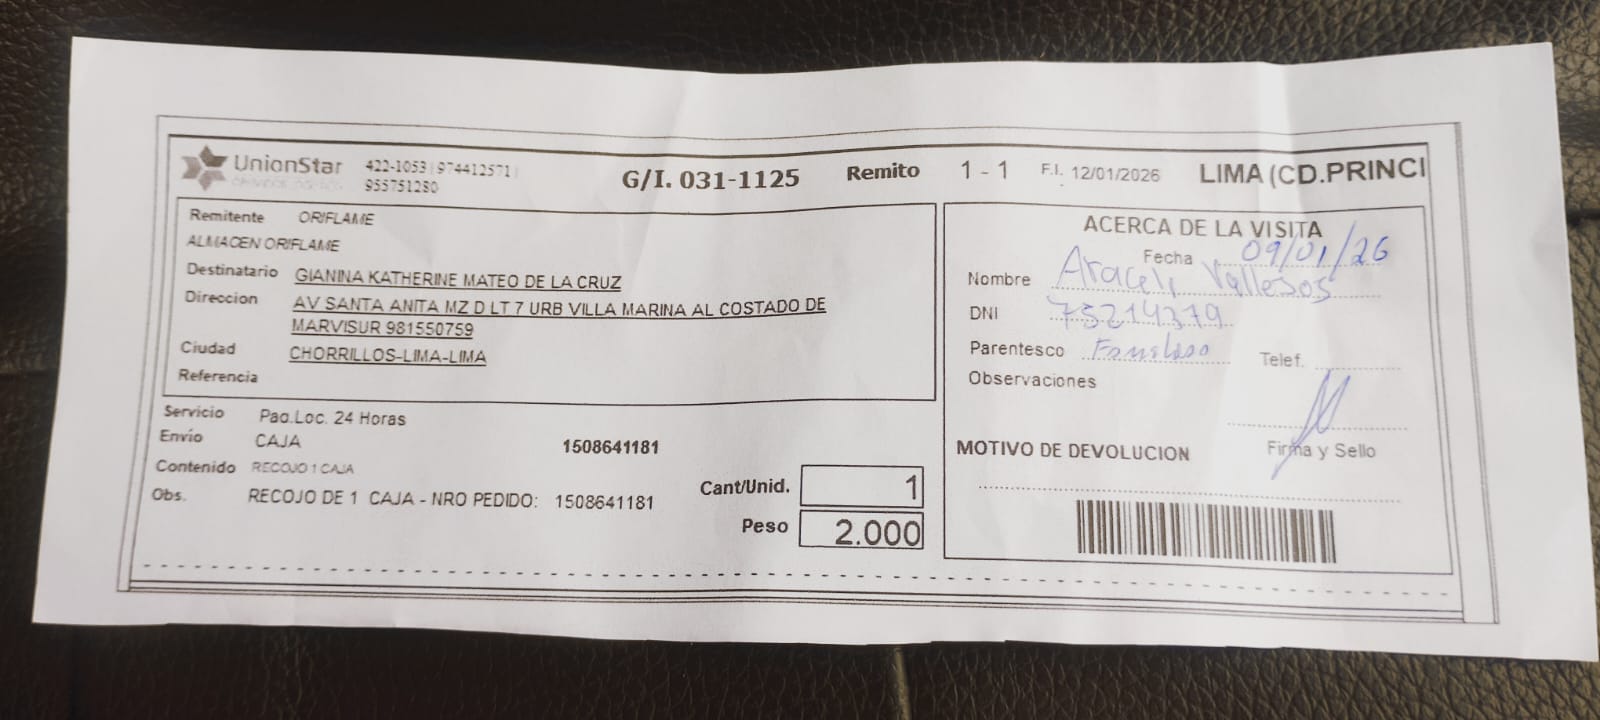 UnionStar 422-1053 | 974412571 |
955751280
G/I. 031-1125 Remito 1 - 1 F.I. 12/01/2026 LIMA (CD.PRINCI
Remitente ORIFLAME
ALMACEN ORIFLAME
Destinatario GIANINA KATHERINE MATEO DE LA CRUZ
Direccion AV SANTA ANITA MZ D LT 7 URB VILLA MARINA AL COSTADO DE
MARVISUR 981550759
Ciudad CHORRILLOS-LIMA-LIMA
Referencia
Servicio Paq.Loc. 24 Horas
Envío CAJA 1508641181
Contenido RECOJO 1 CAJA
Obs. RECOJO DE 1 CAJA - NRO PEDIDO: 1508641181
Cant/Unid. 1
Peso 2.000
ACERCA DE LA VISITA
Fecha 09/01/26
Nombre Araceli Vallesos
DNI 75214379
Parentesco
Telef.
Observaciones
Firma y Sello
MOTIVO DE DEVOLUCION